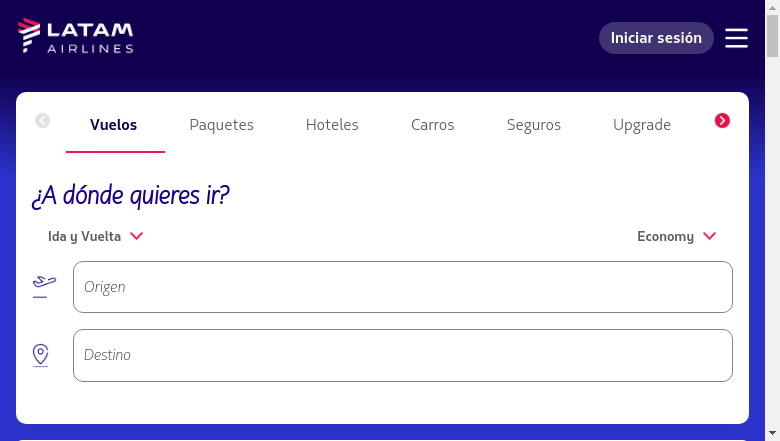 LATAM
AIRLINES
Iniciar sesión
Vuelos
Paquetes
Hoteles
Carros
Seguros
Upgrade
¿A dónde quieres ir?
Ida y Vuelta
Economy
Origen
Destino